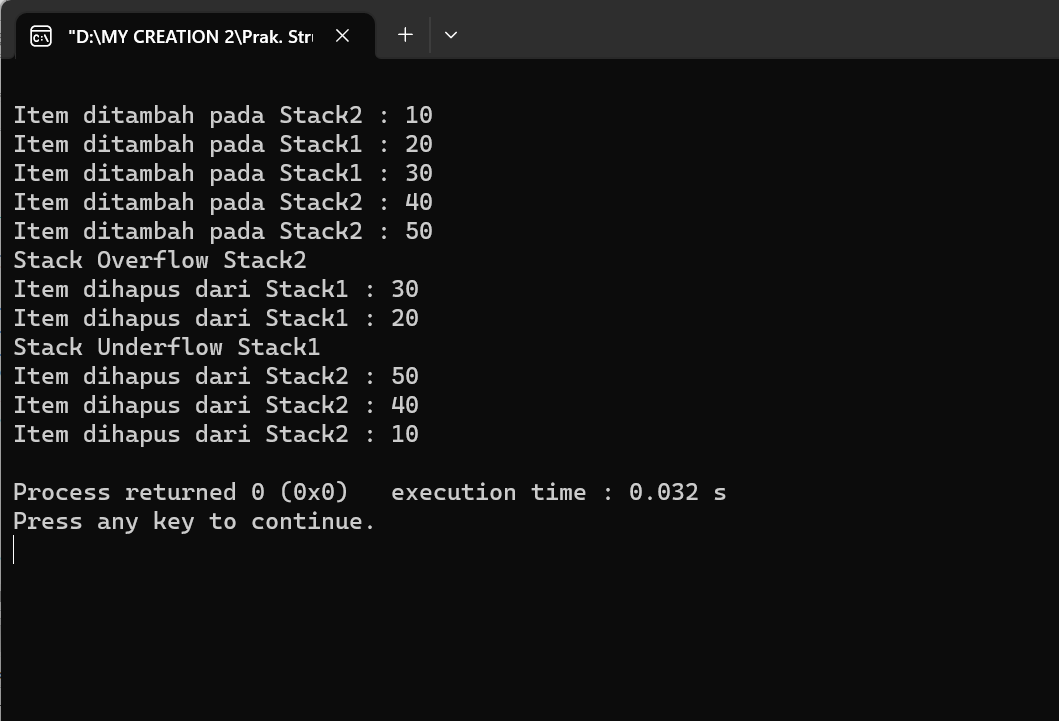 "D:\MY CREATION 2\Prak. Str
Item ditambah pada Stack2 : 10
Item ditambah pada Stack1 : 20
Item ditambah pada Stack1 : 30
Item ditambah pada Stack2 : 40
Item ditambah pada Stack2 : 50
Stack Overflow Stack2
Item dihapus dari Stack1 : 30
Item dihapus dari Stack1 : 20
Stack Underflow Stack1
Item dihapus dari Stack2 : 50
Item dihapus dari Stack2 : 40
Item dihapus dari Stack2 : 10
Process returned 0 (0x0)   execution time : 0.032 s
Press any key to continue.